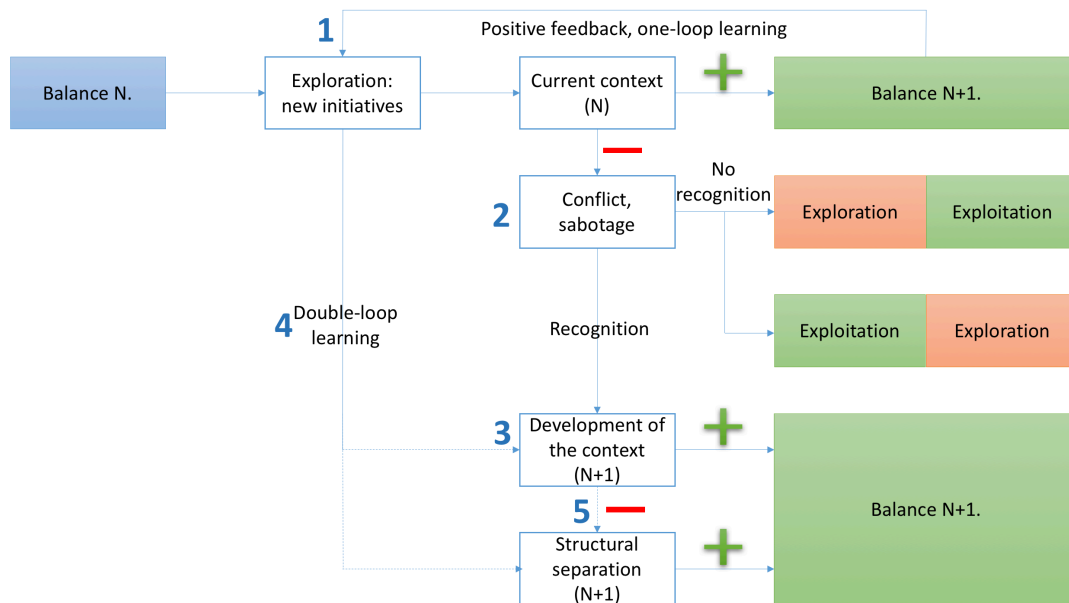 1
Positive feedback, one-loop learning
Balance N.
Exploration:
new initiatives
Current context
(N)
Balance N+1.
2
Conflict,
sabotage
No
recognition
Exploration
Exploitation
4
Double-loop
learning
Recognition
Exploitation
Exploration
3
Development of
the context
(N+1)
Balance N+1.
5
Structural
separation
(N+1)